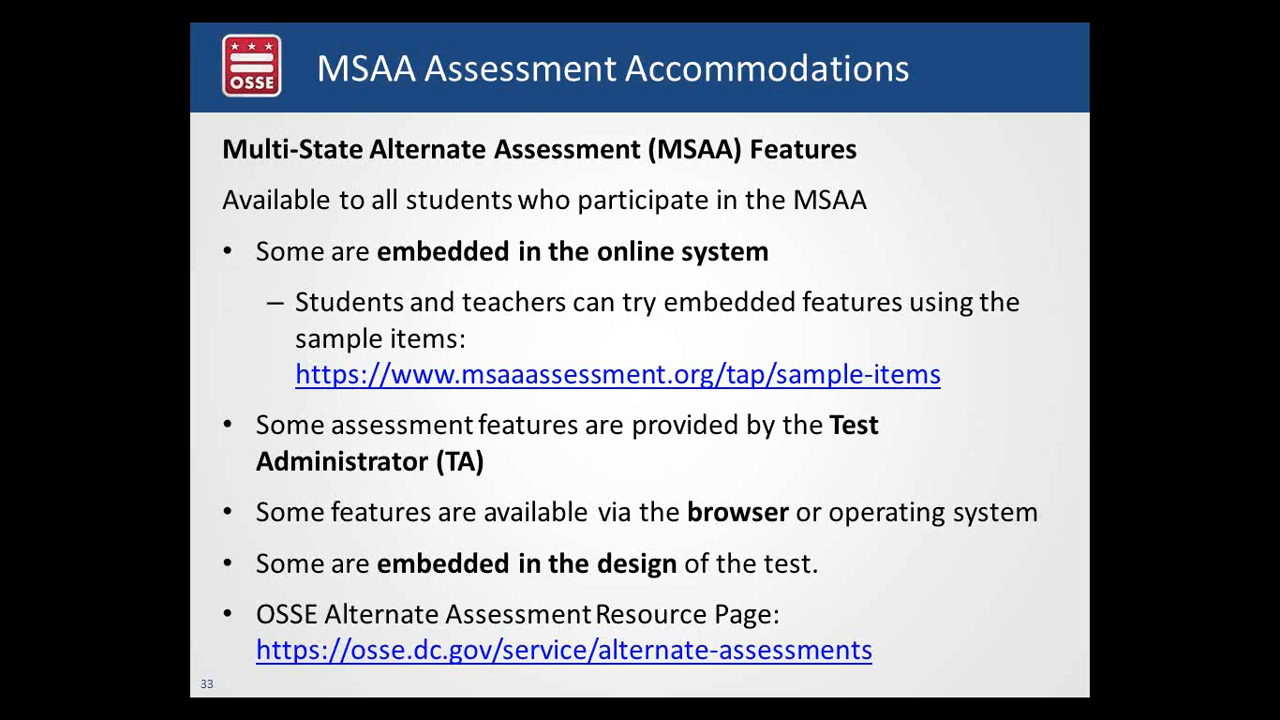 OSSE
MSAA Assessment Accommodations
Multi-State Alternate Assessment (MSAA) Features
Available to all students who participate in the MSAA
• Some are embedded in the online system
– Students and teachers can try embedded features using the
sample items:
https://www.msaaassessment.org/tap/sample-items
• Some assessment features are provided by the Test
Administrator (TA)
• Some features are available via the browser or operating system
• Some are embedded in the design of the test.
• OSSE Alternate Assessment Resource Page:
https://osse.dc.gov/service/alternate-assessments
33